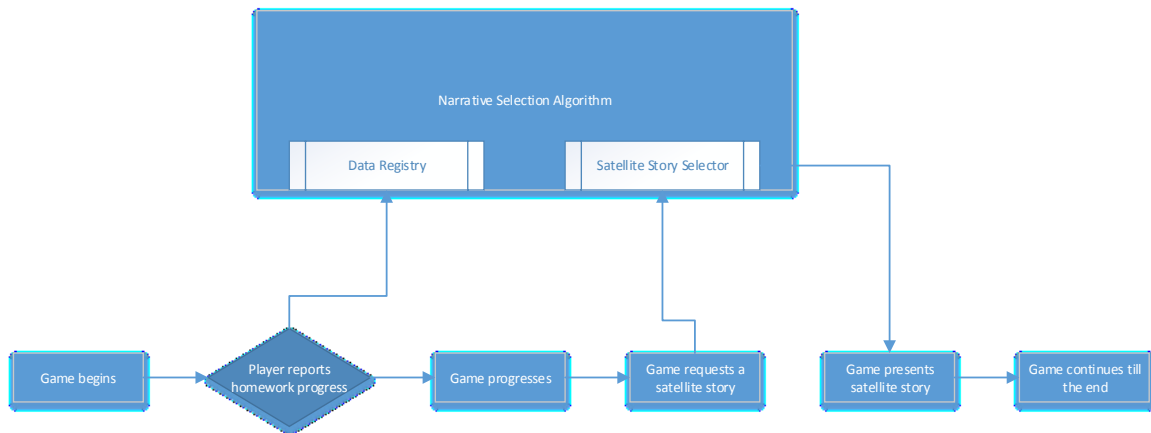 Narrative Selection Algorithm
Data Registry
Satellite Story Selector
Game begins
Player reports
homework progress
Game progresses
Game requests a
satellite story
Game presents
satellite story
Game continues till
the end